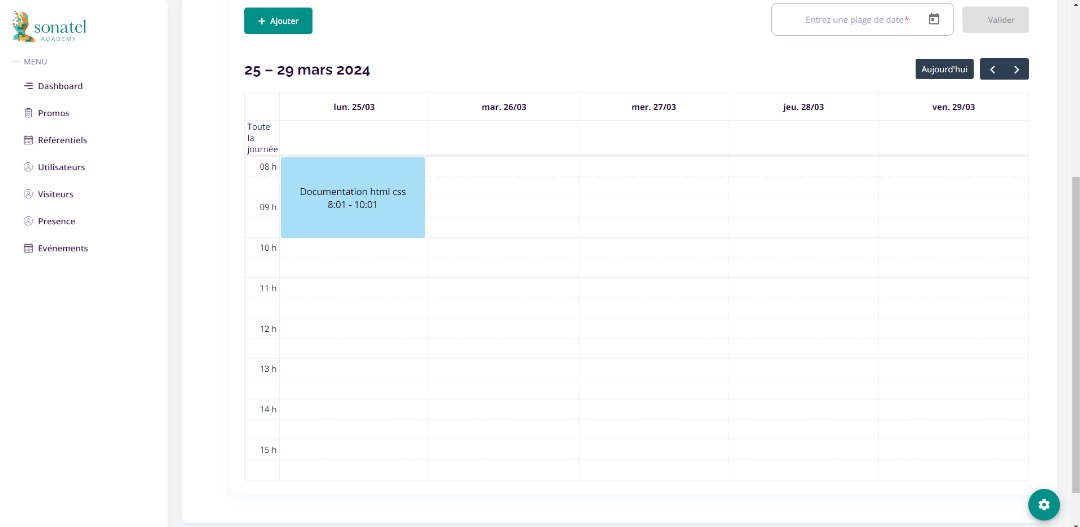 sonatel
ACADEMY
MENU
Dashboard
Promos
Référentiels
Utilisateurs
Visiteurs
Presence
Evénements
+ Ajouter
Entrez une plage de date*
Valider
25 – 29 mars 2024
Aujourd'hui
lun. 25/03
mar. 26/03
mer. 27/03
jeu. 28/03
ven. 29/03
Toute
la
journée
08 h
Documentation html css
8:01 - 10:01
09 h
10 h
11 h
12 h
13 h
14 h
15 h